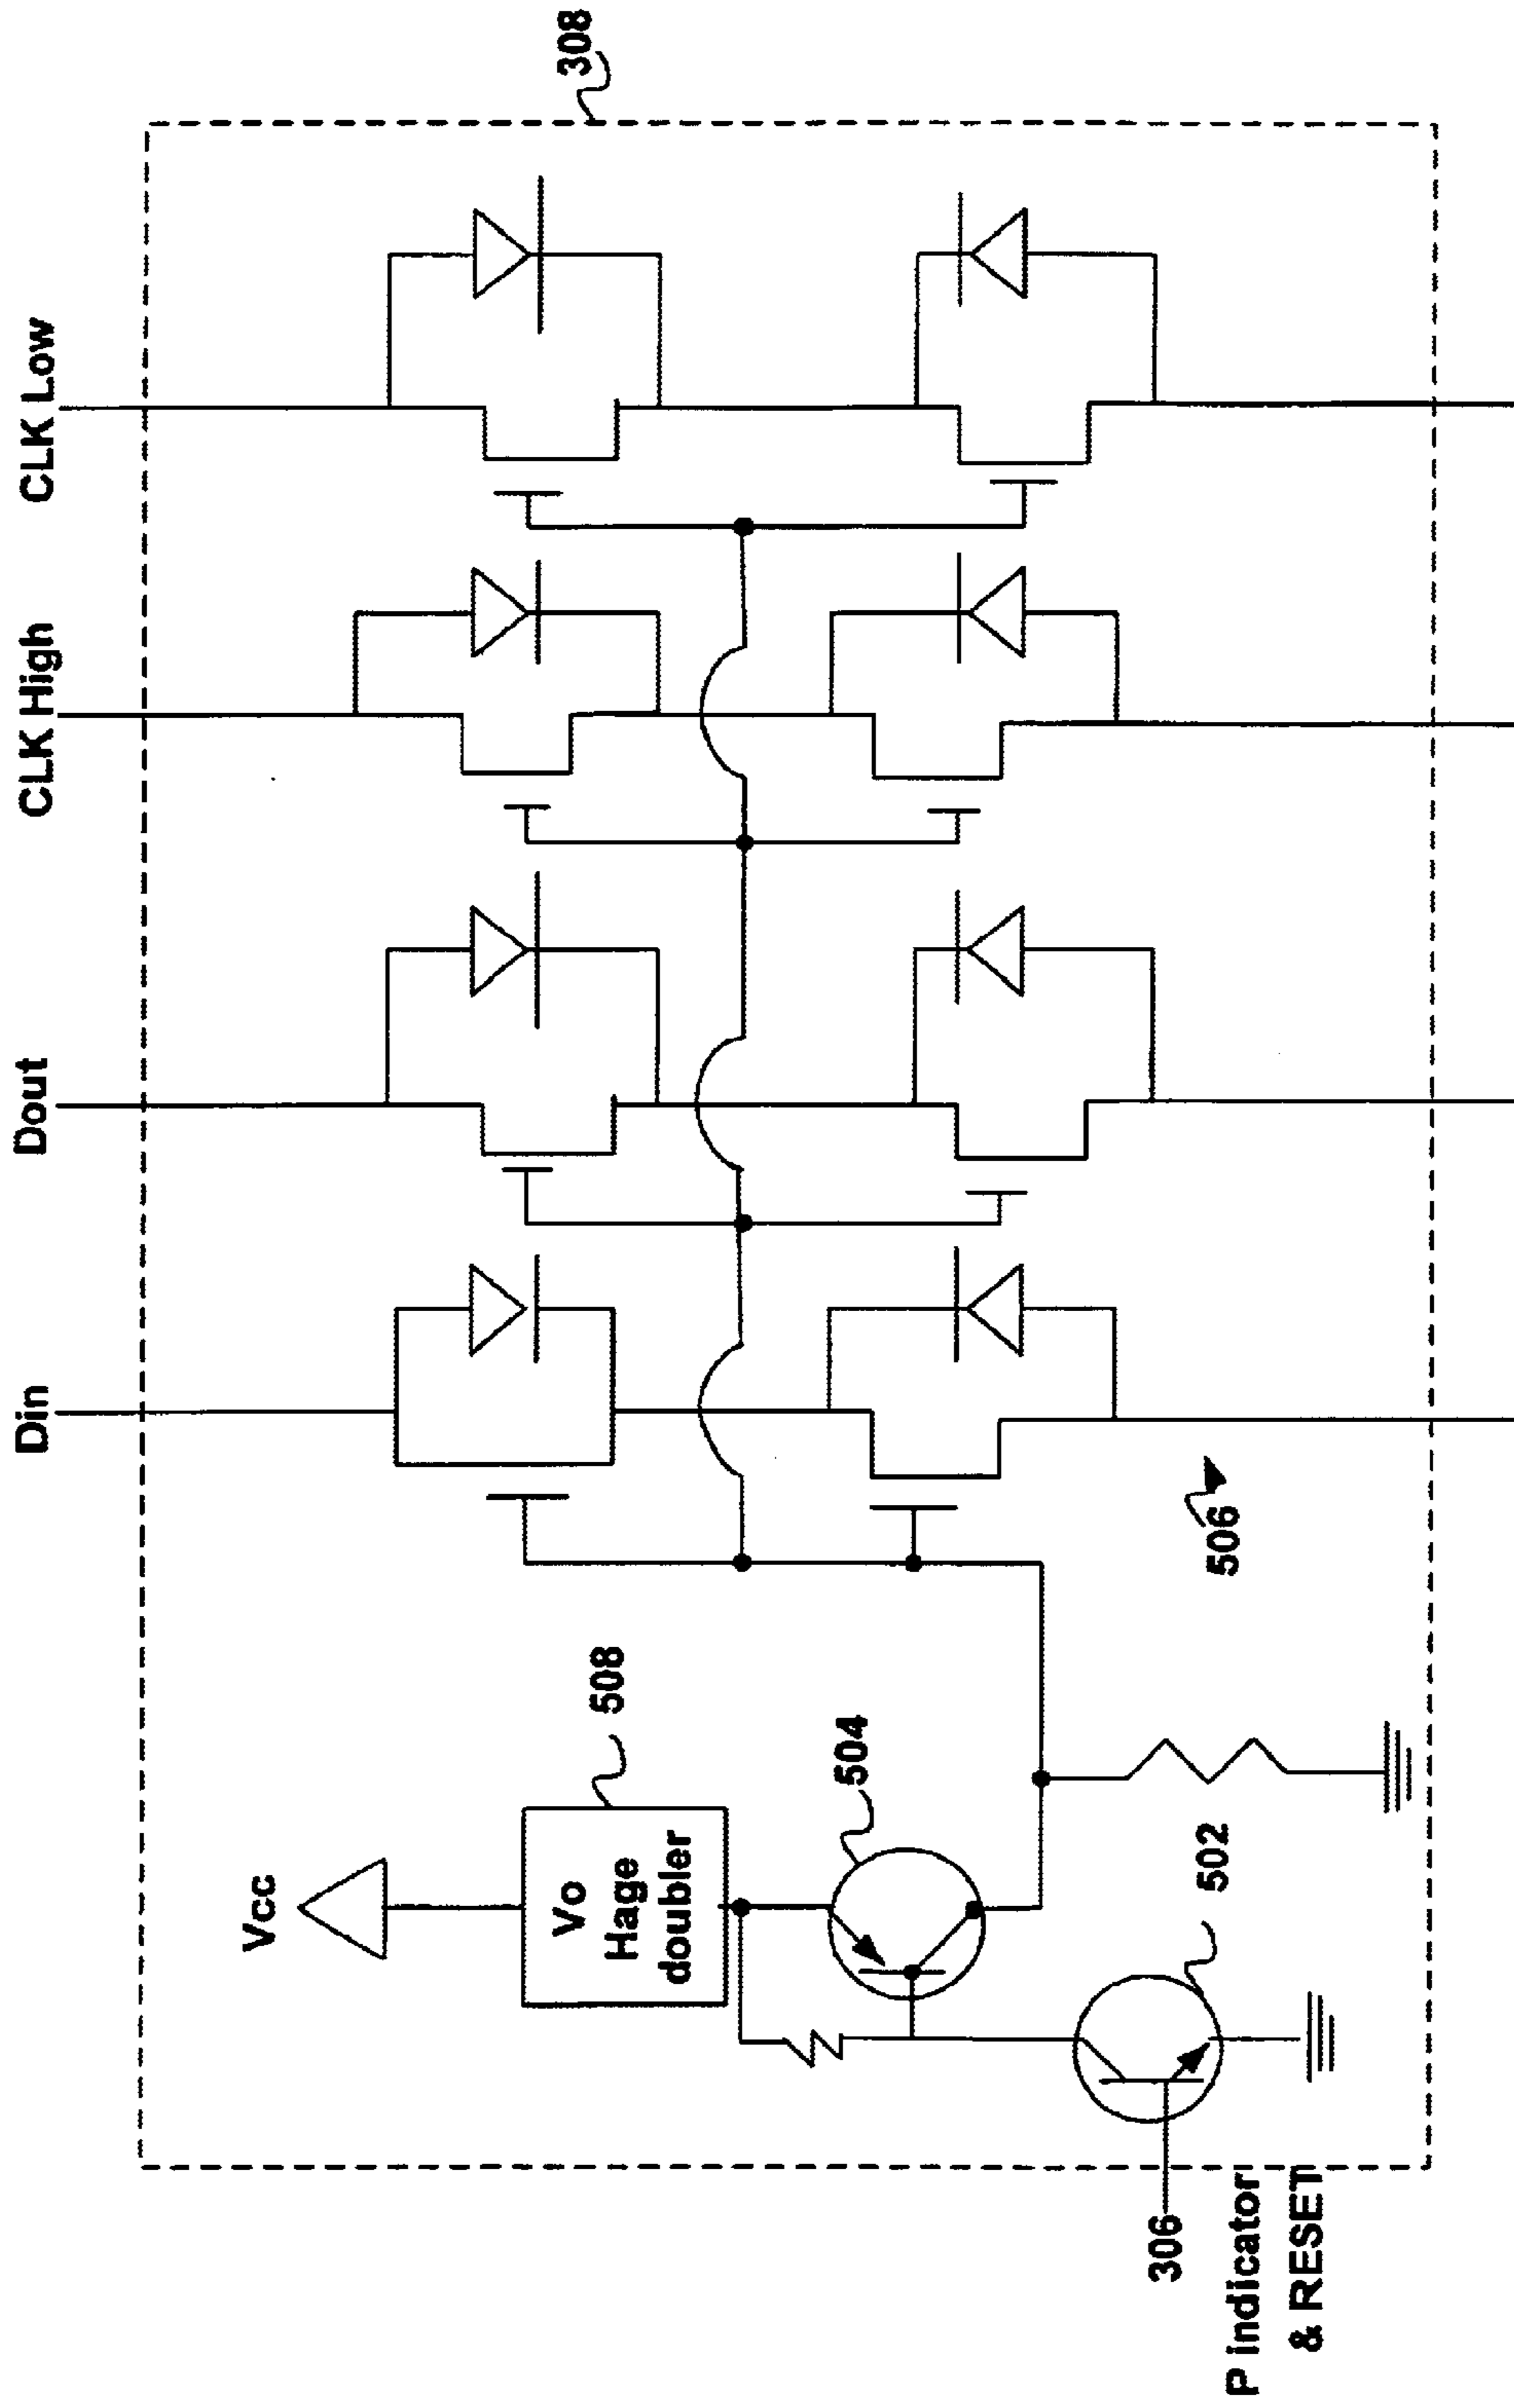 Din
Dout
CLK High
CLK Low
308
Vcc
Vo
Hage
doubler
508
504
502
506
306
P indicator
& RESET